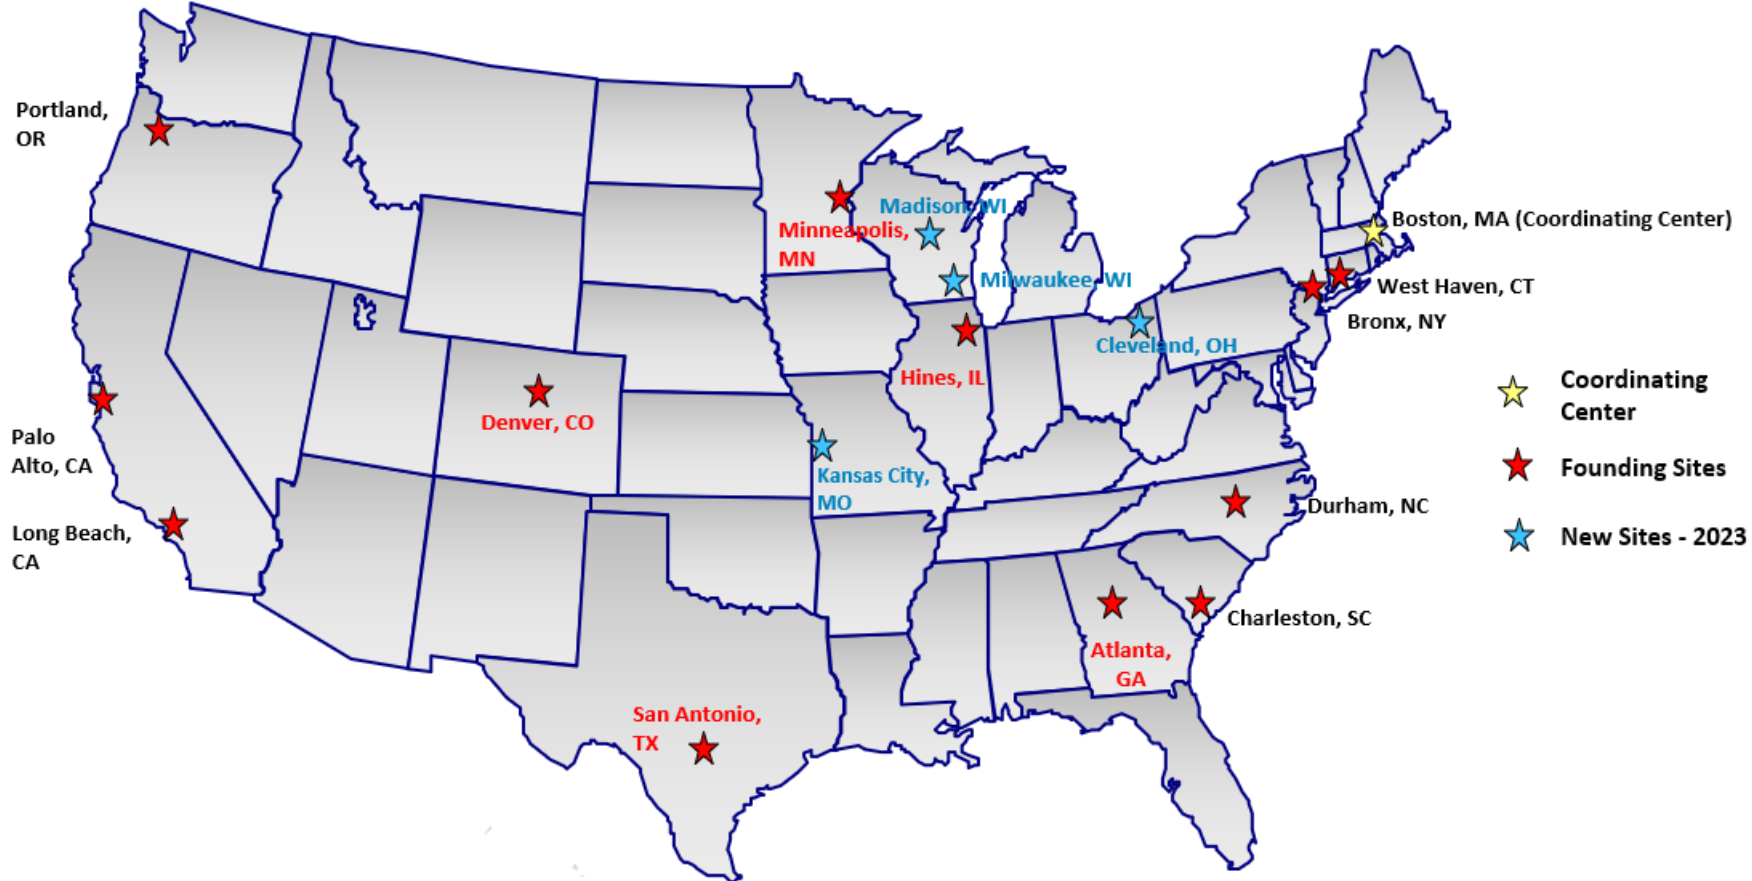 Portland,
OR
Palo
Alto, CA
Long Beach,
CA
Denver, CO
San Antonio,
TX
Minneapolis,
MN
Madison, WI
Milwaukee, WI
Hines, IL
Kansas City,
MO
Cleveland, OH
Boston, MA (Coordinating Center)
West Haven, CT
Bronx, NY
Durham, NC
Charleston, SC
Atlanta,
GA
Coordinating
Center
Founding Sites
New Sites - 2023